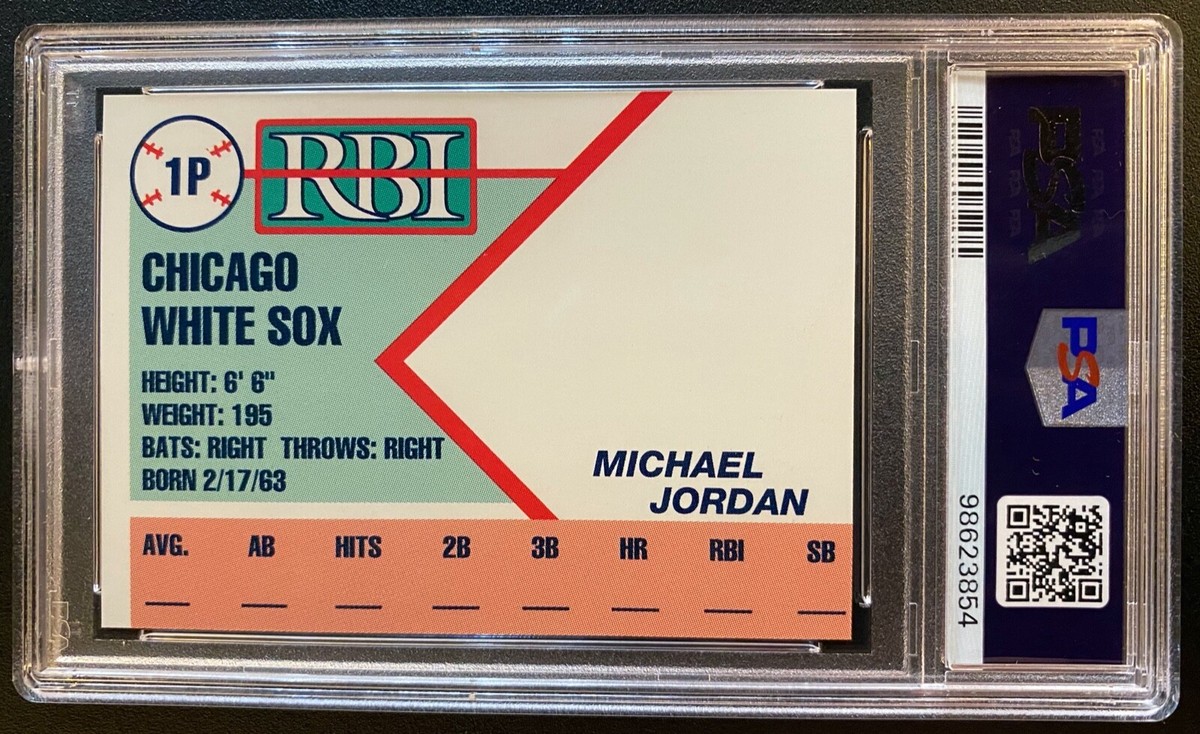 1P
RBI
CHICAGO
WHITE SOX
HEIGHT: 6' 6"
WEIGHT: 195
BATS: RIGHT THROWS: RIGHT
BORN 2/17/63
MICHAEL
JORDAN
AVG. AB HITS 2B 3B HR RBI SB
PSA
PSA
98623854